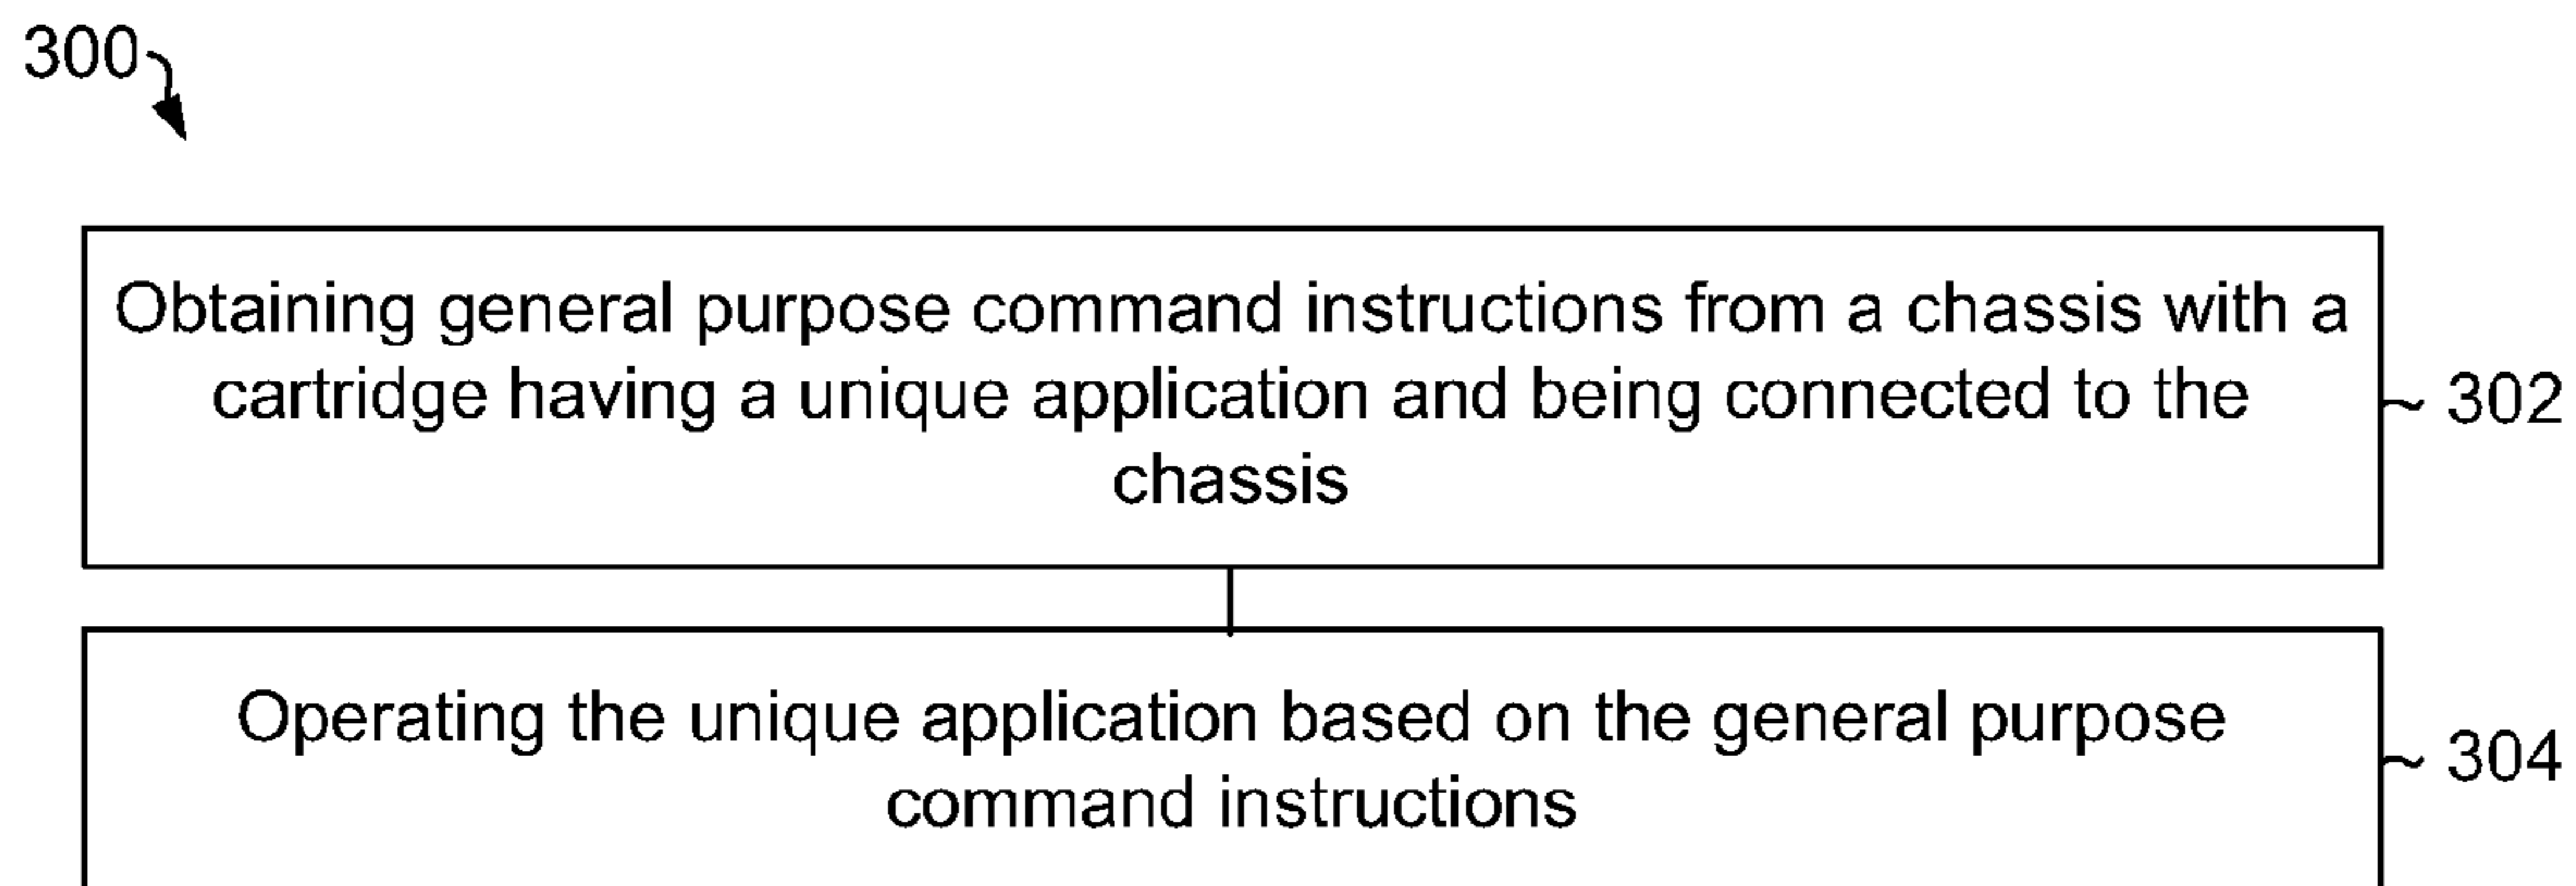 300
Obtaining general purpose command instructions from a chassis with a
cartridge having a unique application and being connected to the
chassis
302
Operating the unique application based on the general purpose
command instructions
304